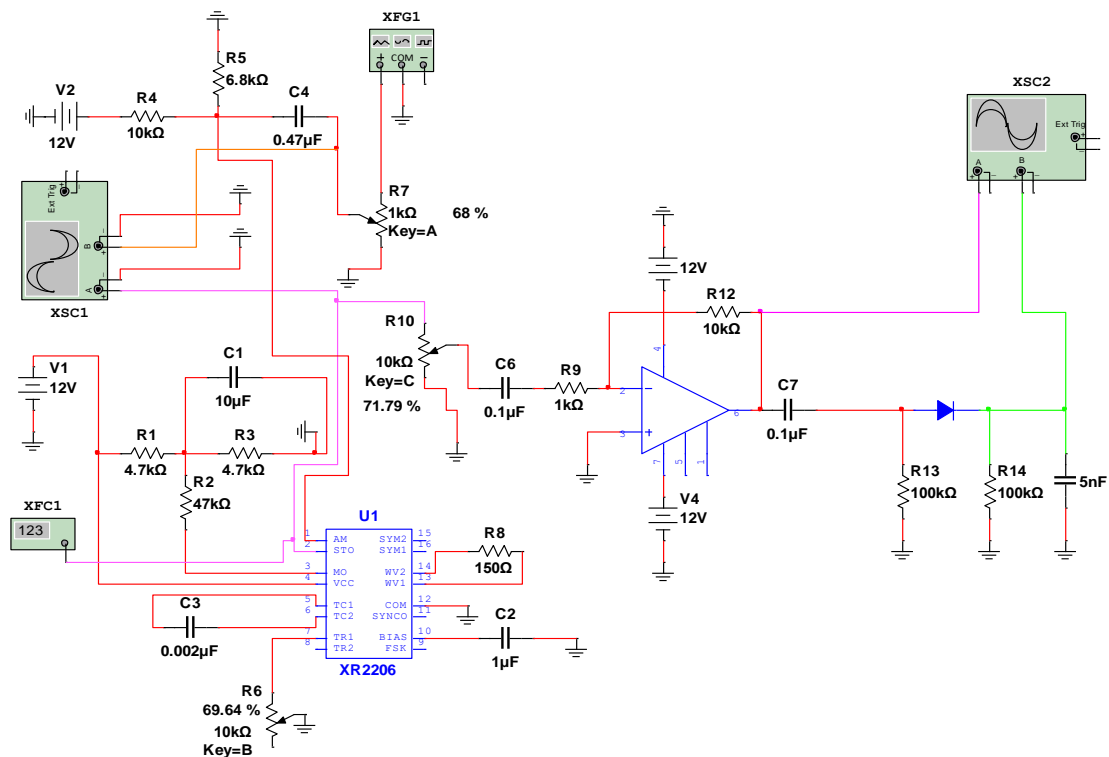 XFG1
COM
R5
6.8kΩ
V2
12V
R4
10kΩ
C4
0.47µF
XSC2
Ext Trig
A
B
Ext Trig
B
A
XSC1
R7
1kΩ
Key=A
68 %
12V
R12
10kΩ
R10
10kΩ
Key=C
71.79 %
C6
0.1µF
R9
1kΩ
4
2
3
6
7
5
1
C7
0.1µF
V4
12V
R13
100kΩ
R14
100kΩ
5nF
V1
12V
C1
10µF
R1
4.7kΩ
R3
4.7kΩ
R2
47kΩ
XFC1
123
U1
1 AM SYM2 15
2 STO SYM1 16
3 MO WV2 14
4 VCC WV1 13
5 TC1 COM 12
6 TC2 SYNCO 11
7 TR1 BIAS 10
8 TR2 FSK 9
XR2206
R8
150Ω
C3
0.002µF
C2
1µF
R6
69.64 %
10kΩ
Key=B